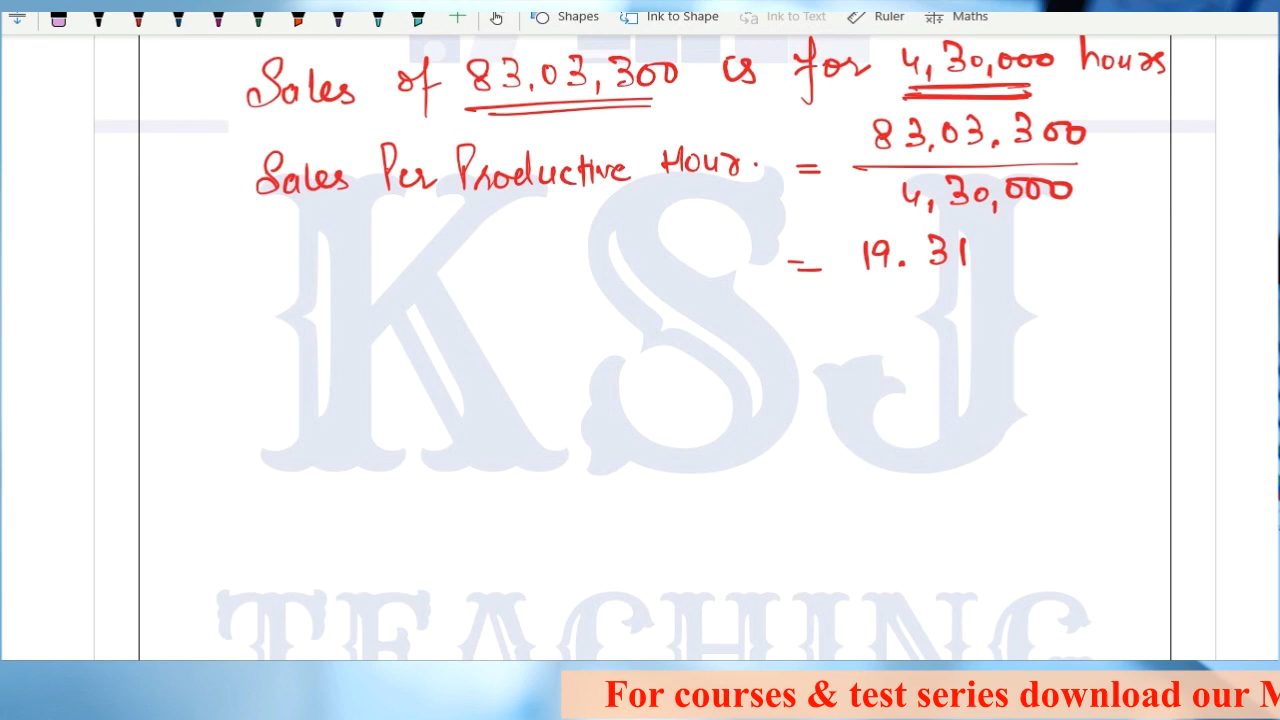 Shapes Ink to Shape Ink to Text Ruler Maths
Sales of 83,03,300 is for 4,30,000 hours
Sales Per Productive Hour. = 83,03,300
4,30,000
= 19.31
KSJ
TEACHING
For courses & test series download our M